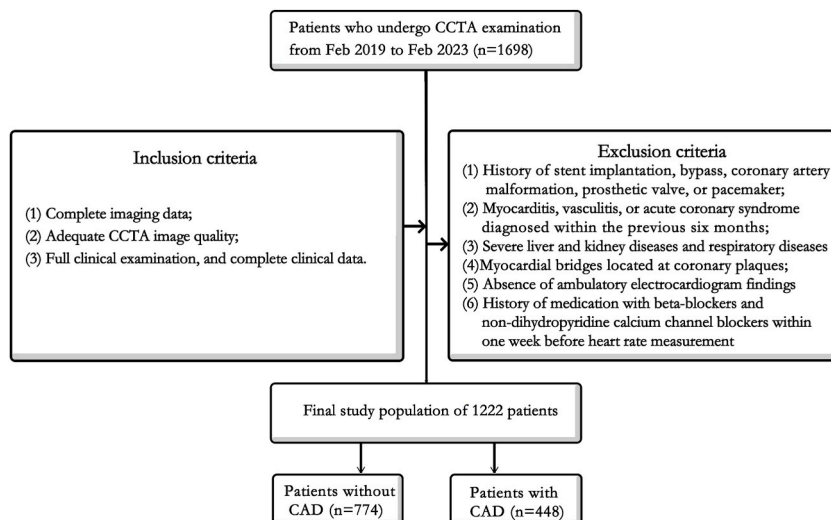 Patients who undergo CCTA examination
from Feb 2019 to Feb 2023 (n=1698)
Inclusion criteria
(1) Complete imaging data;
(2) Adequate CCTA image quality;
(3) Full clinical examination, and complete clinical data.
Exclusion criteria
(1) History of stent implantation, bypass, coronary artery
malformation, prosthetic valve, or pacemaker;
(2) Myocarditis, vasculitis, or acute coronary syndrome
diagnosed within the previous six months;
(3) Severe liver and kidney diseases and respiratory diseases
(4)Myocardial bridges located at coronary plaques;
(5) Absence of ambulatory electrocardiogram findings
(6) History of medication with beta-blockers and
non-dihydropyridine calcium channel blockers within
one week before heart rate measurement
Final study population of 1222 patients
Patients without
CAD (n=774)
Patients with
CAD (n=448)